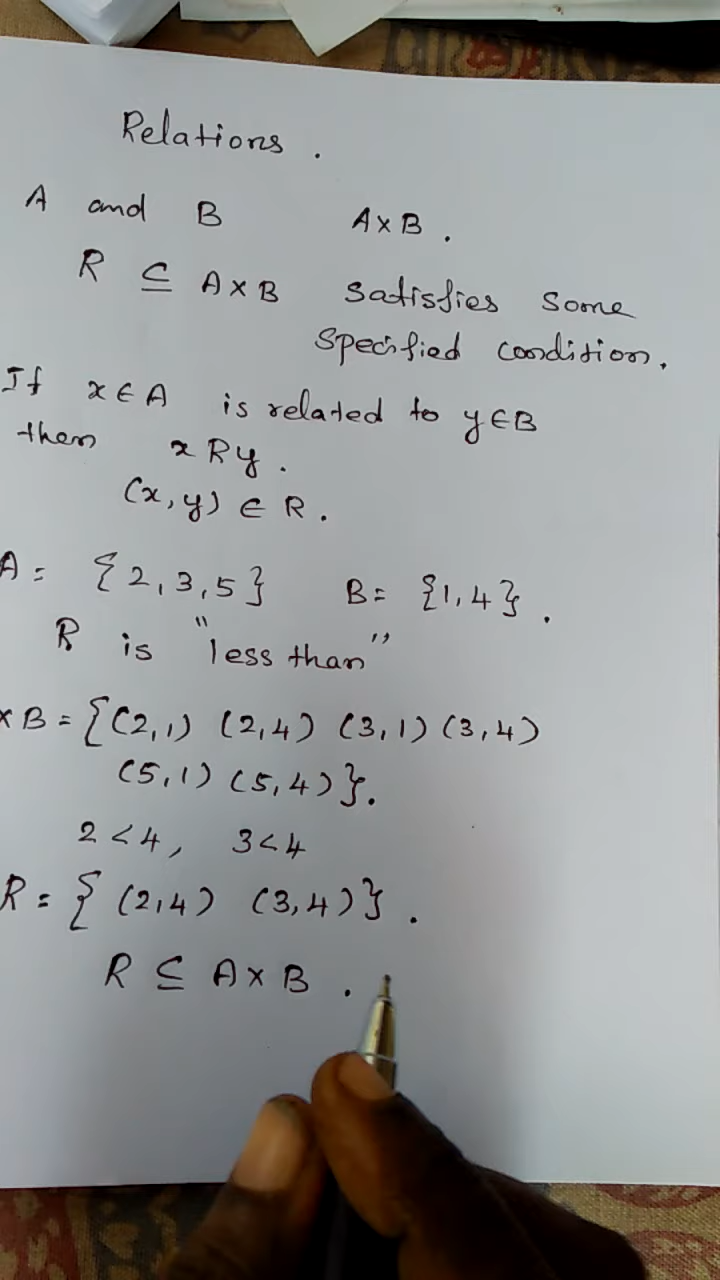 Relations.
A and B A×B.
R ⊆ A×B satisfies some
specified condition.
If x∈A is related to y∈B
then xRy.
(x,y) ∈ R.
A = {2,3,5} B = {1,4}.
R is "less than"
×B = {(2,1) (2,4) (3,1) (3,4)
(5,1) (5,4)}.
2<4, 3<4
R = {(2,4) (3,4)}.
R ⊆ A×B.